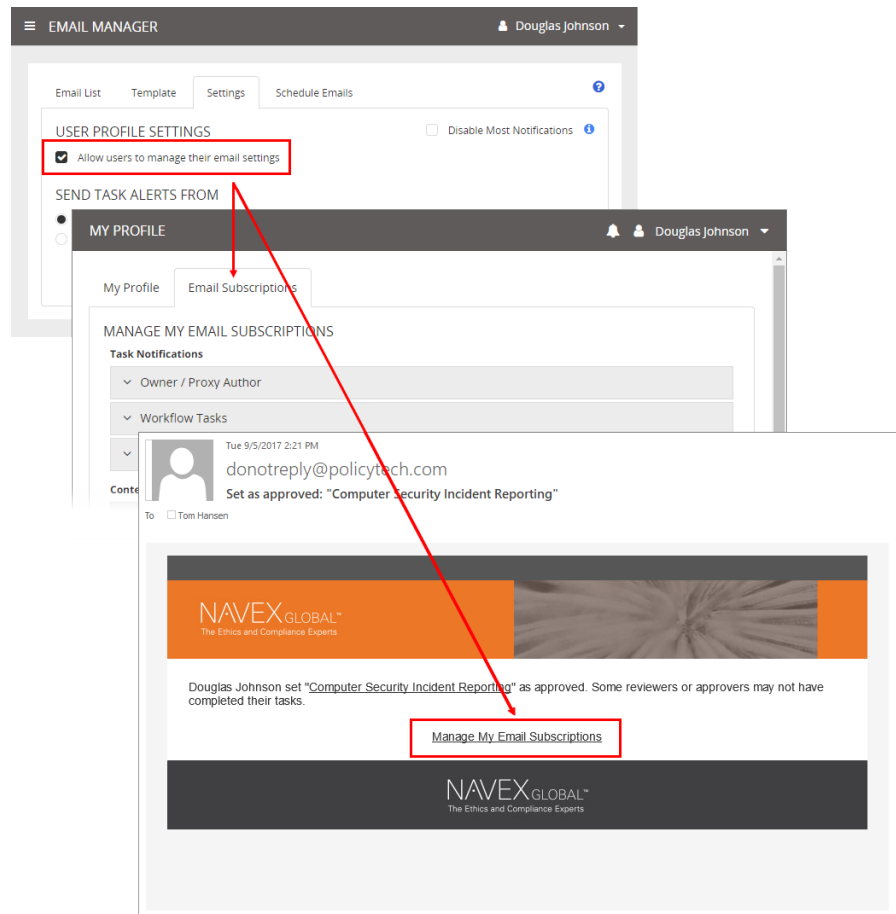 EMAIL MANAGER
Douglas Johnson
Email List
Template
Settings
Schedule Emails
USER PROFILE SETTINGS
Disable Most Notifications
Allow users to manage their email settings
SEND TASK ALERTS FROM
MY PROFILE
Douglas Johnson
My Profile
Email Subscriptions
MANAGE MY EMAIL SUBSCRIPTIONS
Task Notifications
Owner / Proxy Author
Workflow Tasks
Tue 9/5/2017 2:21 PM
donotreply@policytech.com
Set as approved: "Computer Security Incident Reporting"
To Tom Hansen
NAVEX GLOBAL™
The Ethics and Compliance Experts
Douglas Johnson set "Computer Security Incident Reporting" as approved. Some reviewers or approvers may not have
completed their tasks.
Manage My Email Subscriptions
NAVEX GLOBAL™
The Ethics and Compliance Experts